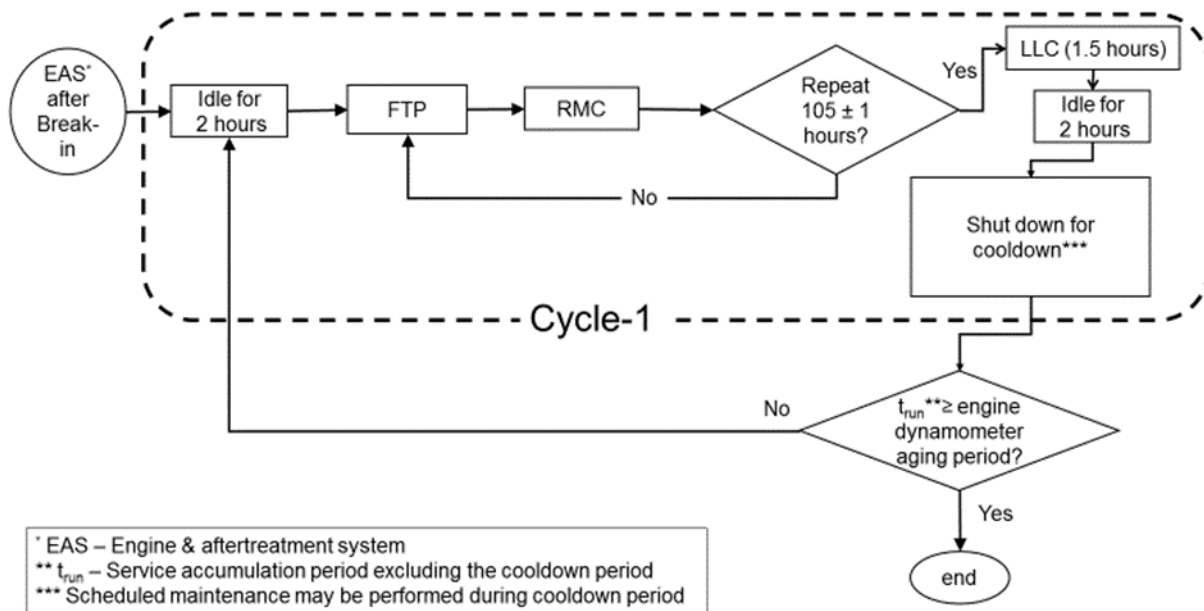 EAS*
after
Break-
in
Idle for
2 hours
FTP
RMC
Repeat
105 ± 1
hours?
Yes
No
LLC (1.5 hours)
Idle for
2 hours
Shut down for
cooldown***
Cycle-1
t_run**≥ engine
dynamometer
aging period?
No
Yes
end
* EAS – Engine & aftertreatment system
** t_run – Service accumulation period excluding the cooldown period
*** Scheduled maintenance may be performed during cooldown period